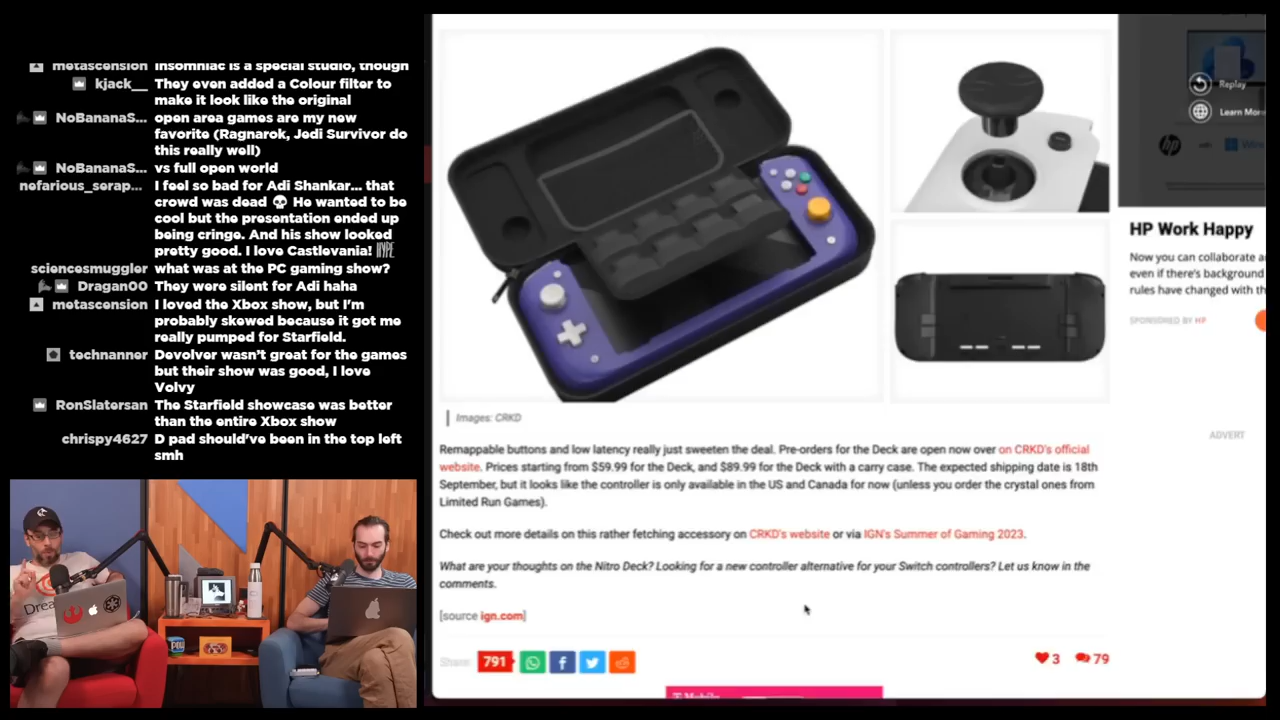 metascension Insomniac is a special studio, though
kjack__ They even added a Colour filter to
make it look like the original
NoBananaS... open area games are my new
favorite (Ragnarok, Jedi Survivor do
this really well)
NoBananaS... vs full open world
nefarious_serap... I feel so bad for Adi Shankar... that
crowd was dead 💀 He wanted to be
cool but the presentation ended up
being cringe. And his show looked
pretty good. I love Castlevania! HYPE
sciencesmuggler what was at the PC gaming show?
Dragan00 They were silent for Adi haha
metascension I loved the Xbox show, but I'm
probably skewed because it got me
really pumped for Starfield.
technanner Devolver wasn't great for the games
but their show was good, I love
Volvy
RonSlatersan The Starfield showcase was better
than the entire Xbox show
chrispy4627 D pad should've been in the top left
smh
Images: CRKD
Remappable buttons and low latency really just sweeten the deal. Pre-orders for the Deck are open now over on CRKD's official
website. Prices starting from $59.99 for the Deck, and $89.99 for the Deck with a carry case. The expected shipping date is 18th
September, but it looks like the controller is only available in the US and Canada for now (unless you order the crystal ones from
Limited Run Games).
Check out more details on this rather fetching accessory on CRKD's website or via IGN's Summer of Gaming 2023.
What are your thoughts on the Nitro Deck? Looking for a new controller alternative for your Switch controllers? Let us know in the
comments.
[source ign.com]
Share: 791
3 79
T Mobile
Replay
Learn Mor
hp
HP Work Happy
Now you can collaborate a
even if there's background
rules have changed with th
SPONSORED BY HP
ADVERT
Drea